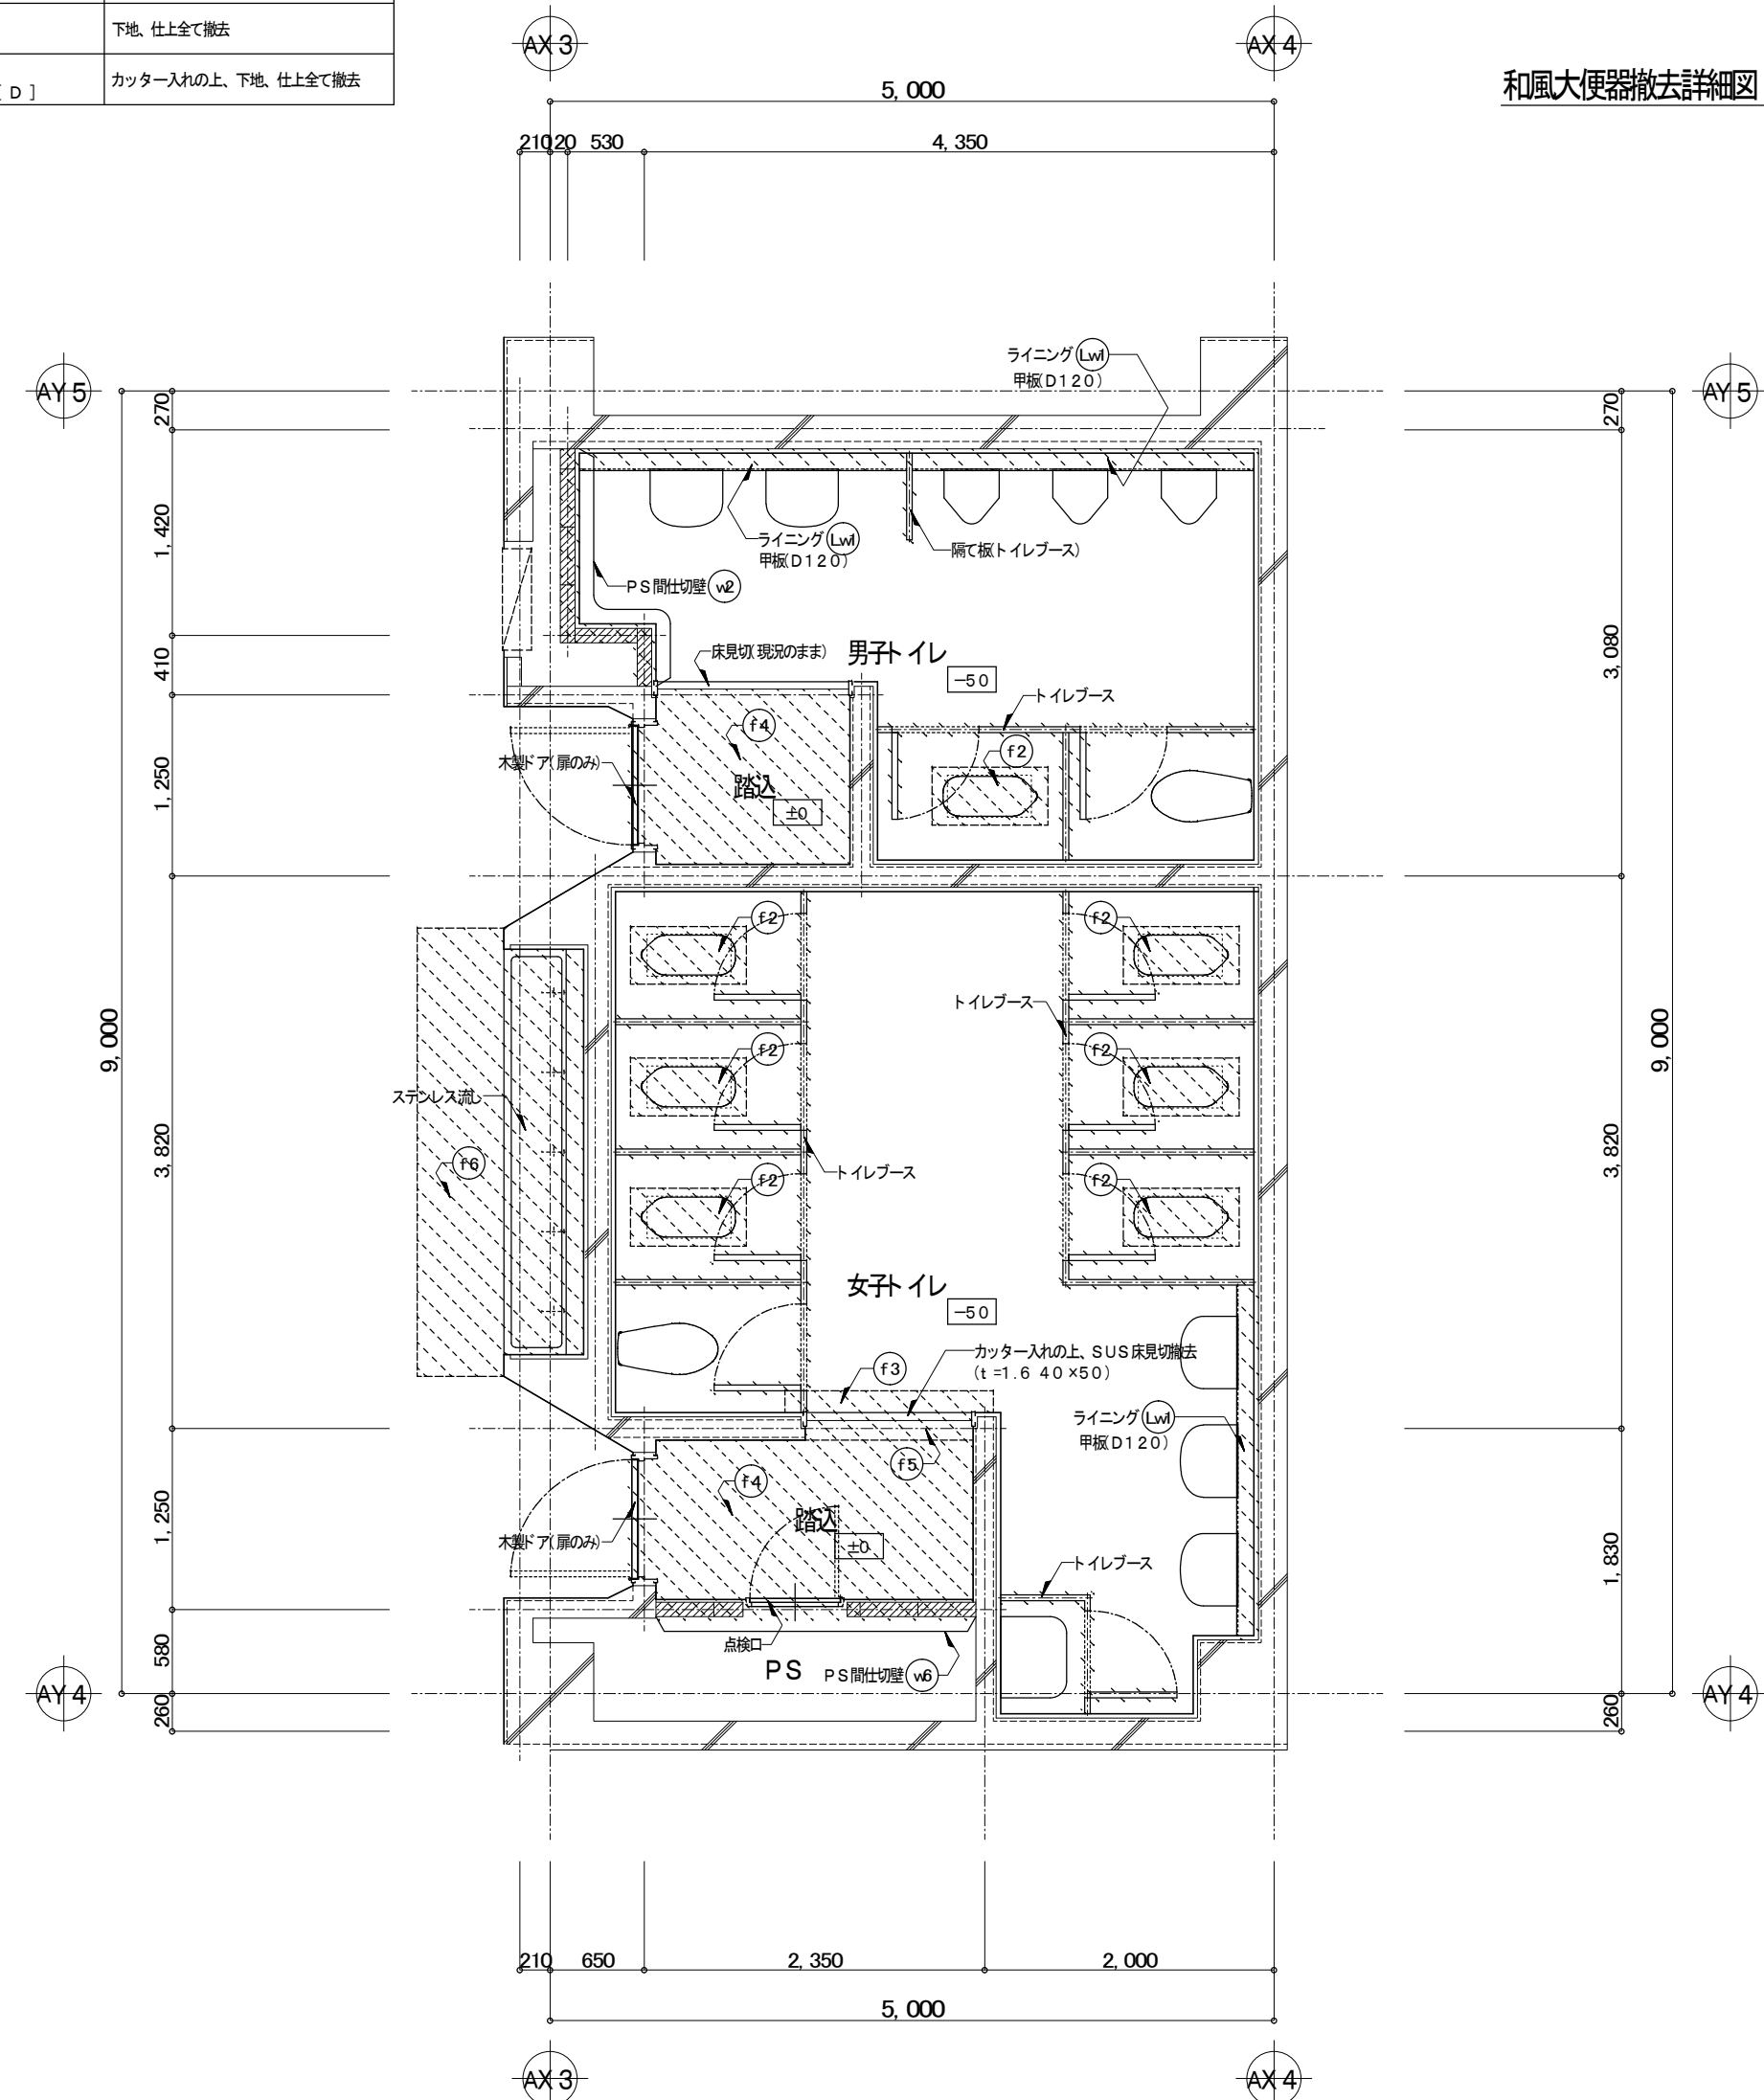 下地、仕上全て撤去
[ D ]
カッター入れの上、下地、仕上全て撤去
和風大便器撤去詳細図
AX 3
AX 4
5,000
210
120
530
4,350
AY 5
AY 5
270
1,420
410
1,250
3,820
1,250
580
260
9,000
270
3,080
3,820
1,830
260
9,000
ライニング Lw1
甲板(D120)
ライニング Lw1
甲板(D120)
隔て板(トイレブース)
PS間仕切壁 w2
床見切(現況のまま)
男子トイレ
-50
トイレブース
f4
f2
木製ドア(扉のみ)
踏込
±0
f2
f2
トイレブース
f2
f2
ステンレス流し
f6
トイレブース
f2
f2
女子トイレ
-50
カッター入れの上、SUS床見切撤去
(t=1.6 40×50)
f3
ライニング Lw1
甲板(D120)
f5
f4
踏込
±0
木製ドア(扉のみ)
トイレブース
点検口
PS
PS間仕切壁 w6
AY 4
AY 4
210
650
2,350
2,000
5,000
AX 3
AX 4